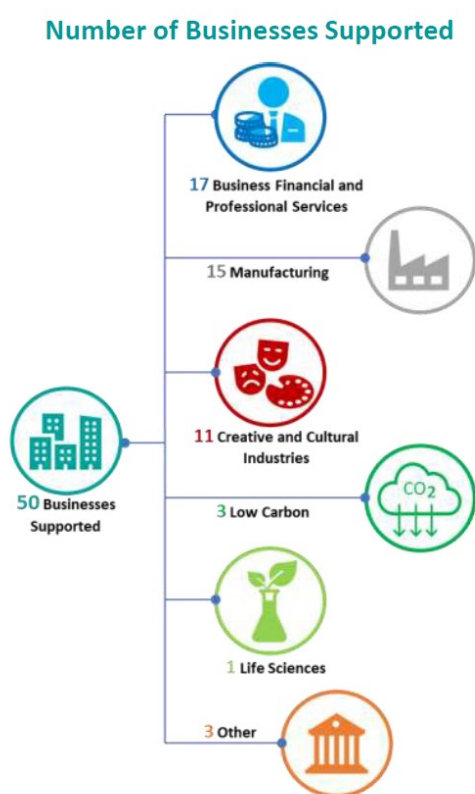 Number of Businesses Supported
17 Business Financial and
Professional Services
15 Manufacturing
11 Creative and Cultural
Industries
50 Businesses
Supported
3 Low Carbon
CO2
1 Life Sciences
3 Other